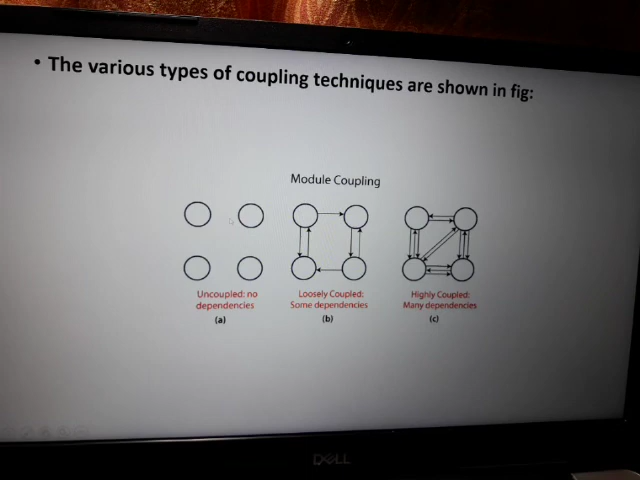 • The various types of coupling techniques are shown in fig:
Module Coupling
Uncoupled: no
dependencies
(a)
Loosely Coupled:
Some dependencies
(b)
Highly Coupled:
Many dependencies
(c)
DELL